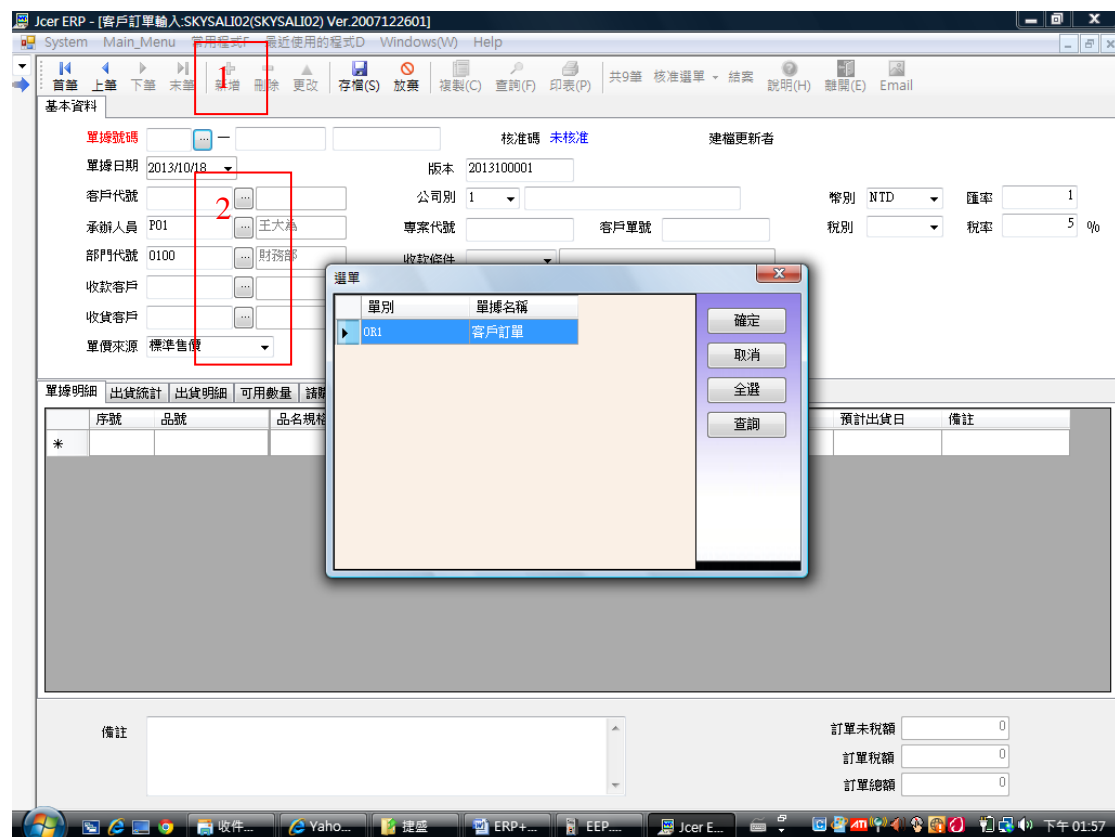 Jcer ERP - [客戶訂單輸入:SKYSALI02(SKYSALI02) Ver.2007122601]
System Main_Menu 常用程式F 最近使用的程式D Windows(W) Help
首筆 上筆 下筆 末筆 新增 刪除 更改 存檔(S) 放棄 複製(C) 查詢(F) 印表(P) 共9筆 核准選單 結案 說明(H) 離開(E) Email
1
基本資料
單據號碼 ... — 核准碼 未核准 建檔更新者
單據日期 2013/10/18 版本 2013100001
客戶代號 ... 公司別 1 幣別 NTD 匯率 1
2
承辦人員 P01 ... 王大為 專案代號 客戶單號 稅別 稅率 5 %
部門代號 0100 ... 財務部 收款條件
收款客戶 ...
收貨客戶 ...
單價來源 標準售價
選單
單別 單據名稱
OR1 客戶訂單
確定
取消
全選
查詢
單據明細 出貨統計 出貨明細 可用數量
序號 品號 品名規格 預計出貨日 備註
*
備註
訂單未稅額 0
訂單稅額 0
訂單總額 0
收件... Yaho... 捷盛 ERP+... EEP.... Jcer E... 下午 01:57